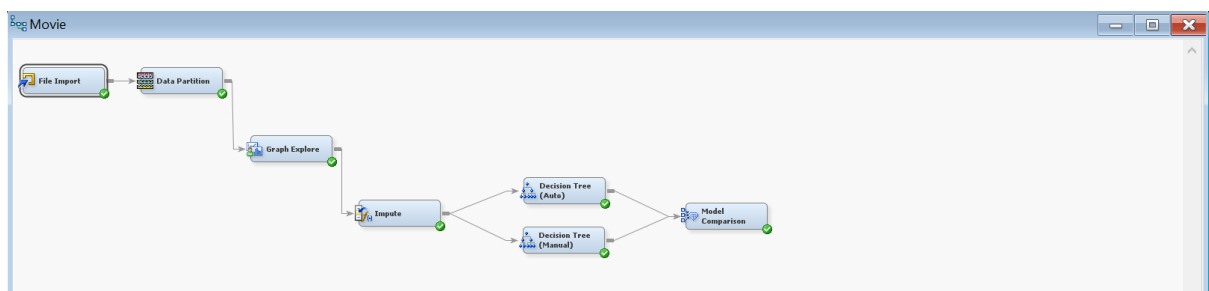 Movie
File Import
Data Partition
Graph Explore
Impute
Decision Tree
(Auto)
Decision Tree
(Manual)
Model
Comparison